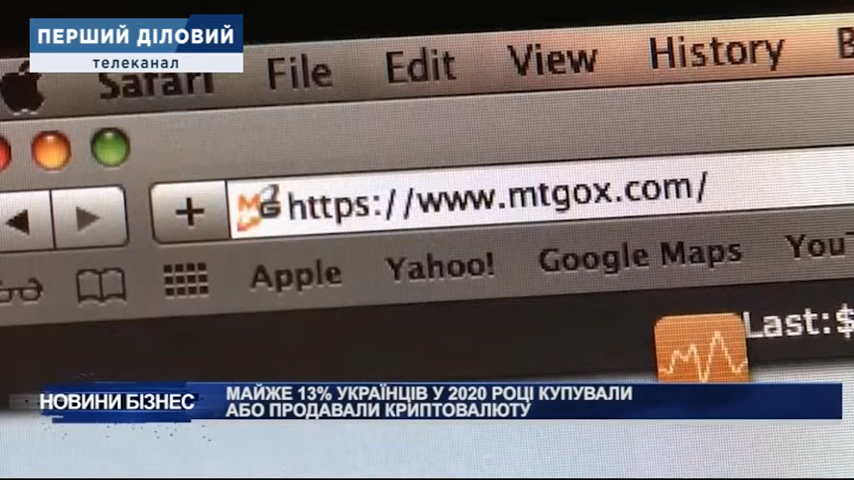 ПЕРШИЙ ДІЛОВИЙ
телеканал
Safari File Edit View History
https://www.mtgox.com/
Apple Yahoo! Google Maps You
Last:$
НОВИНИ БІЗНЕС
МАЙЖЕ 13% УКРАЇНЦІВ У 2020 РОЦІ КУПУВАЛИ
АБО ПРОДАВАЛИ КРИПТОВАЛЮТУ